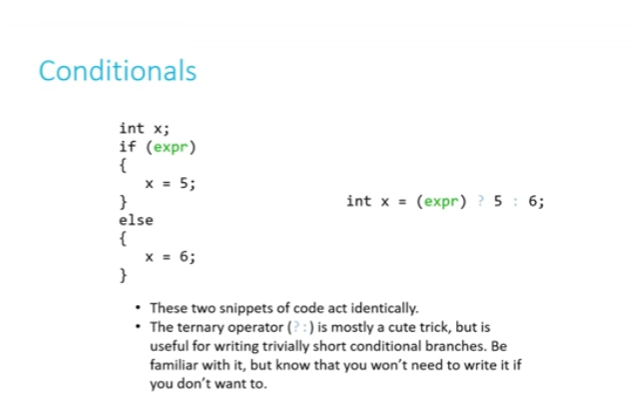 Conditionals
int x;
if (expr)
{
x = 5;
}
else
{
x = 6;
}
int x = (expr) ? 5 : 6;
• These two snippets of code act identically.
• The ternary operator (?:) is mostly a cute trick, but is
useful for writing trivially short conditional branches. Be
familiar with it, but know that you won't need to write it if
you don't want to.